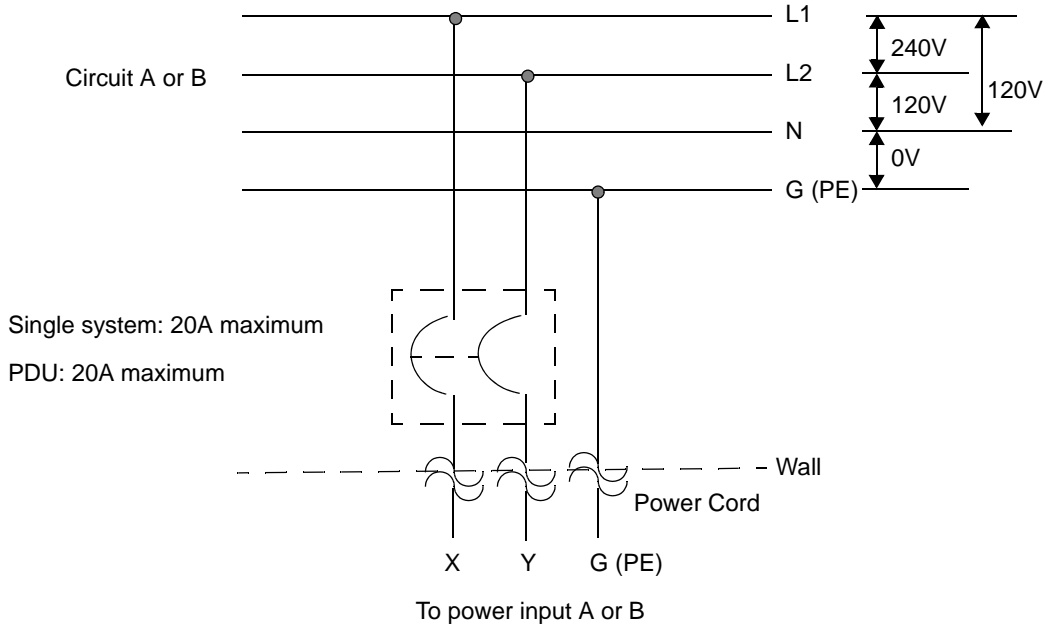 L1
240V
Circuit A or B
L2
120V
120V
N
0V
G (PE)
Single system: 20A maximum
PDU: 20A maximum
Wall
Power Cord
X
Y
G (PE)
To power input A or B